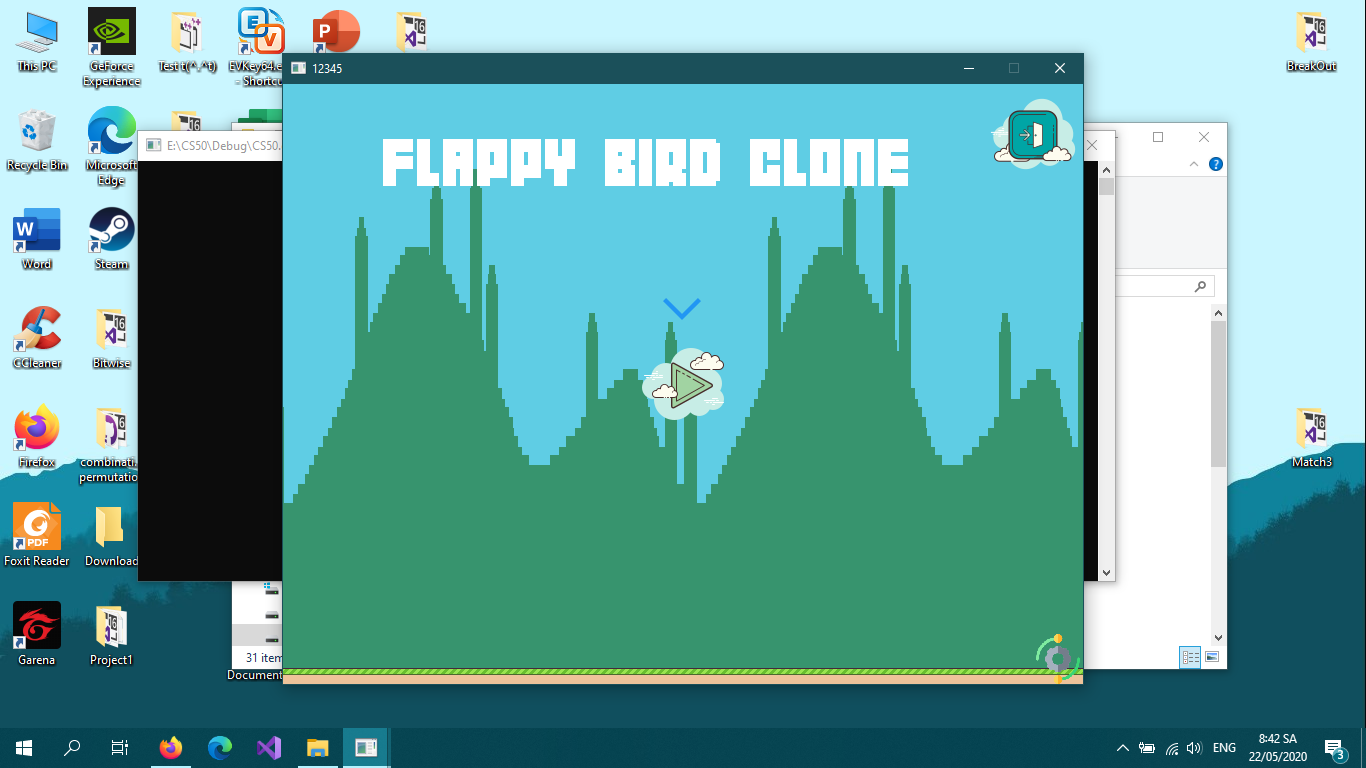 This PC
GeForce
Experience
Test t(^.^t)
EVKey64.e
- Shortcu
BreakOut
12345
Recycle Bin
Microsoft
Edge
E:\CS50\Debug\CS50.
FLAPPY BIRD CLONE
Word
Steam
CCleaner
Bitwise
Firefox
combinati.
permutatio
Match3
Foxit Reader
Download
Garena
Project1
31 item
Document
ENG
8:42 SA
22/05/2020
3